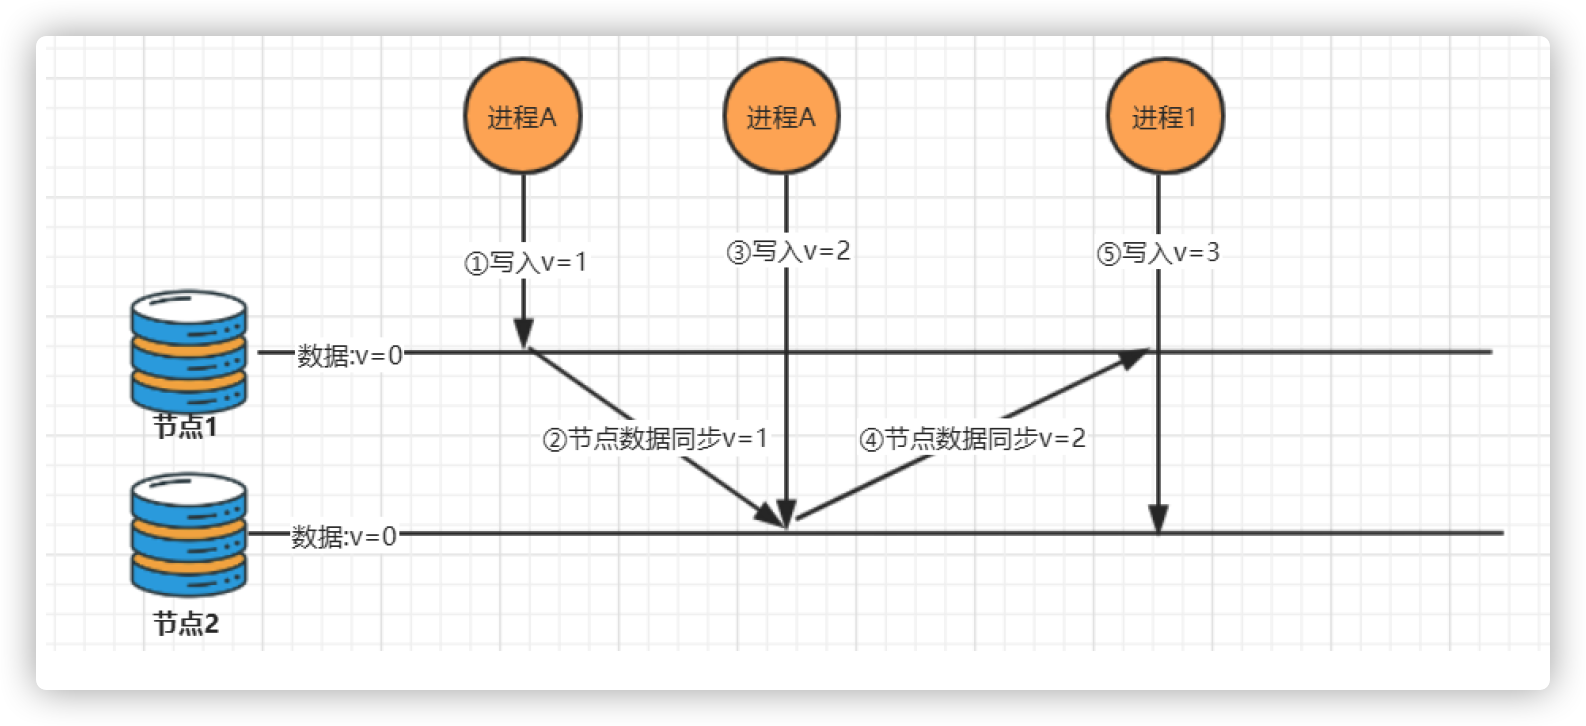 进程A
进程A
进程1
①写入v=1
③写入v=2
⑤写入v=3
数据:v=0
节点1
②节点数据同步v=1
④节点数据同步v=2
数据:v=0
节点2